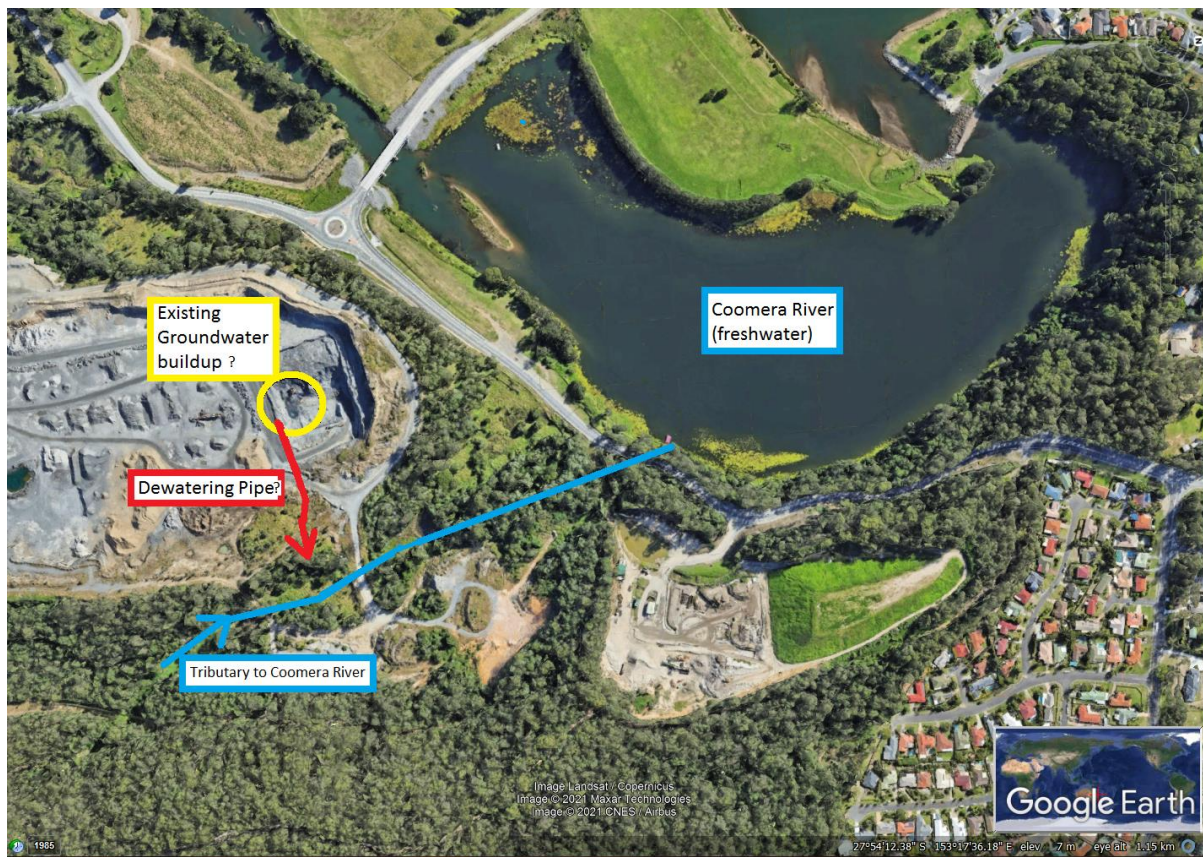 Existing
Groundwater
buildup ?
Coomera River
(freshwater)
Dewatering Pipe?
Tributary to Coomera River
Image Landsat / Copernicus
Image © 2021 Maxar Technologies
Image © 2021 CNES / Airbus
Google Earth
1985
27°54'12.38" S 153°17'36.18" E elev 7 m eye alt 1.15 km